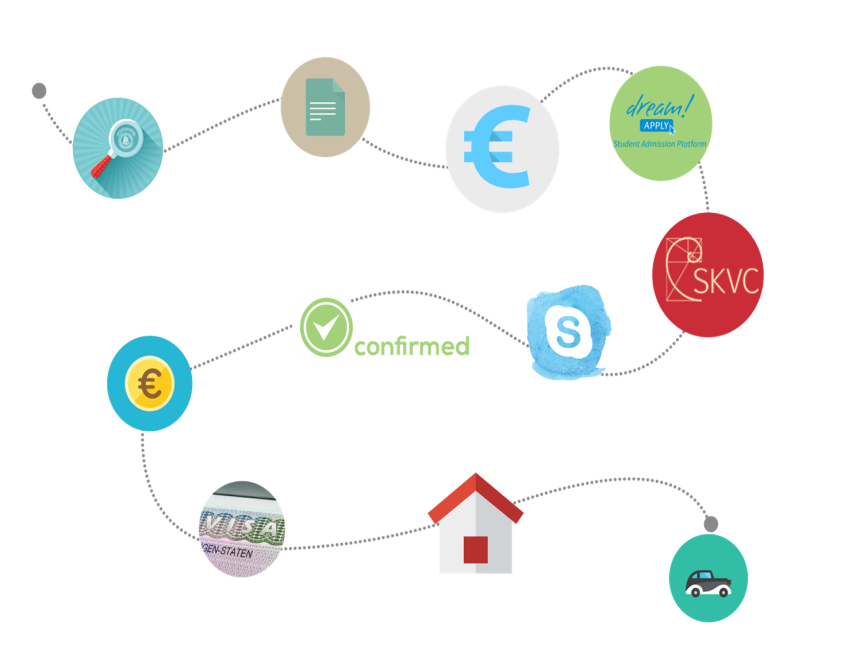 dream!
APPLY
Student Admission Platform
SKVC
S
confirmed
VISA
GEN-STATEN